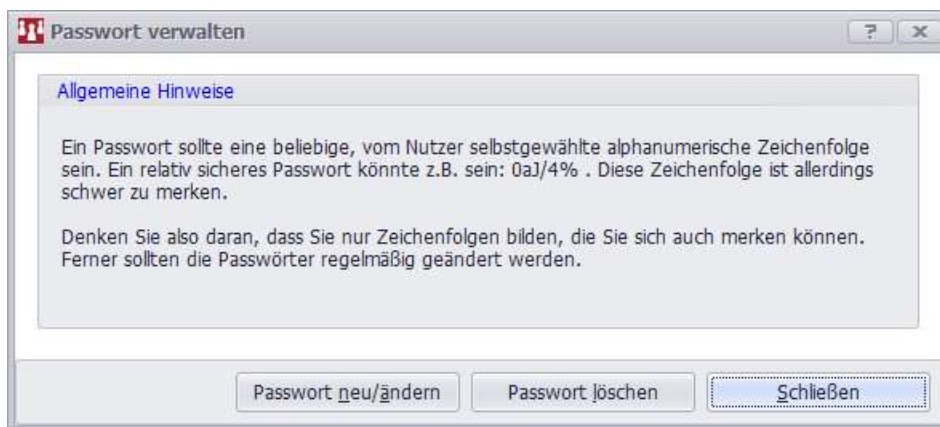 Passwort verwalten
Allgemeine Hinweise
Ein Passwort sollte eine beliebige, vom Nutzer selbstgewählte alphanumerische Zeichenfolge
sein. Ein relativ sicheres Passwort könnte z.B. sein: 0aJ/4% . Diese Zeichenfolge ist allerdings
schwer zu merken.
Denken Sie also daran, dass Sie nur Zeichenfolgen bilden, die Sie sich auch merken können.
Ferner sollten die Passwörter regelmäßig geändert werden.
Passwort neu/ändern Passwort löschen Schließen